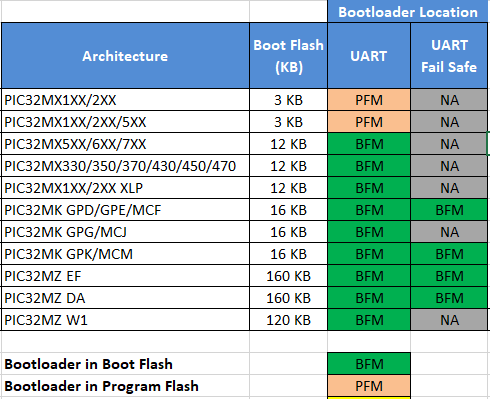 Bootloader Location
Architecture Boot Flash (KB) UART UART Fail Safe
PIC32MX1XX/2XX 3 KB PFM NA
PIC32MX1XX/2XX/5XX 3 KB PFM NA
PIC32MX5XX/6XX/7XX 12 KB BFM NA
PIC32MX330/350/370/430/450/470 12 KB BFM NA
PIC32MX1XX/2XX XLP 12 KB BFM NA
PIC32MK GPD/GPE/MCF 16 KB BFM BFM
PIC32MK GPG/MCJ 16 KB BFM NA
PIC32MK GPK/MCM 16 KB BFM BFM
PIC32MZ EF 160 KB BFM BFM
PIC32MZ DA 160 KB BFM BFM
PIC32MZ W1 120 KB BFM NA
Bootloader in Boot Flash BFM
Bootloader in Program Flash PFM